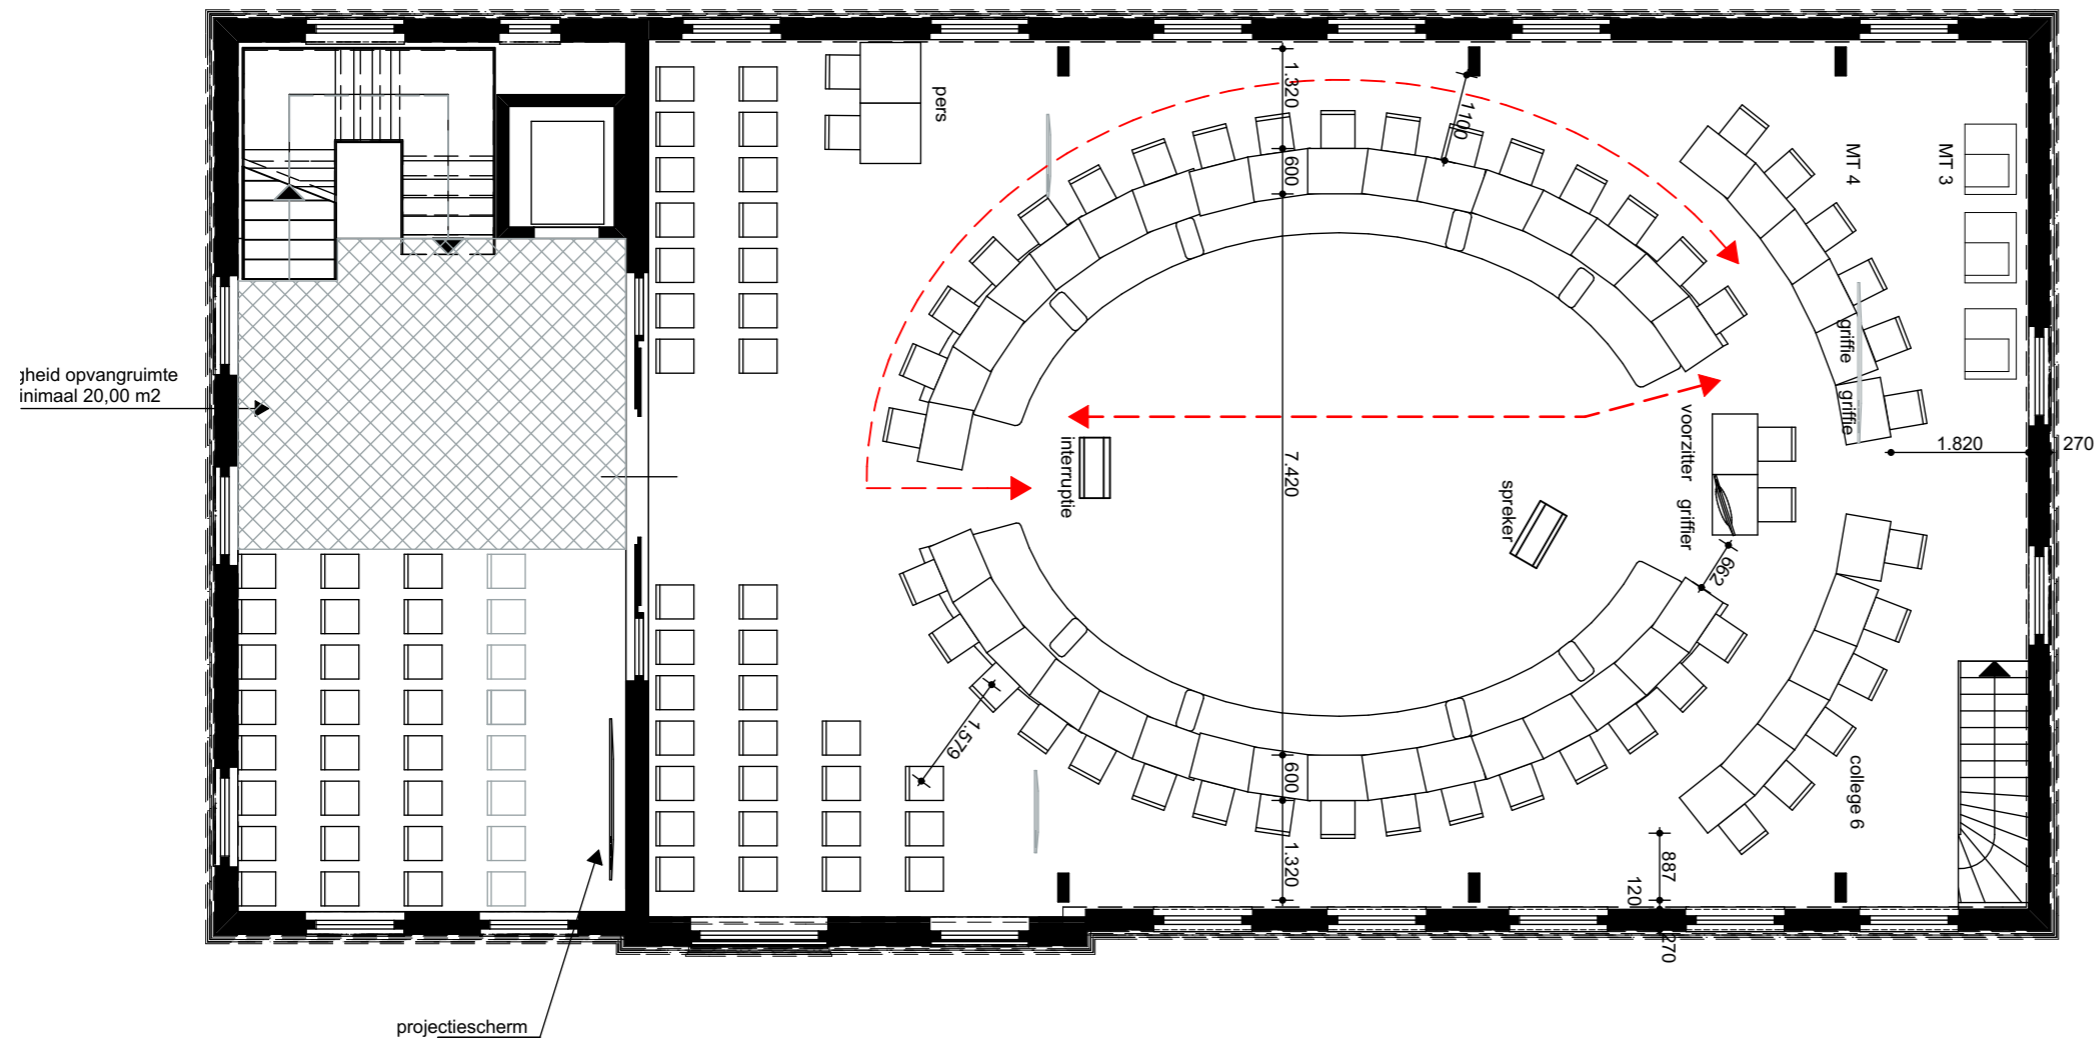 pers
1.320
1100
600
MT 4
MT 3
griffie
griffie
gheid opvangruimte
inimaal 20,00 m2
voorzitter
griffier
1.820
270
interruptie
7.420
spreker
662
1.579
600
college 6
1.320
887
120
270
projectiescherm